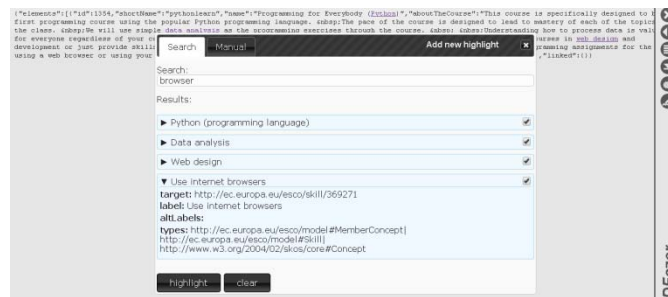 {"elements":[{"id":1354,"shortName":"pythonlearn","name":"Programming for Everybody (Python)","aboutTheCourse":"This course is specifically designed to
first programming course using the popular Python programming language. &nbsp;The pace of the course is designed to lead to mastery of each of the topics
the class. &nbsp;We will use simple data analysis as the programming exercises through the course. &nbsp; &nbsp;Understanding how to process data is
for everyone regardless of your
in web design and
development or just provide
assignments for the
using a web browser or using your
,"linked":{}}
Search
Manual
Add new highlight
x
Search:
browser
Results:
▶ Python (programming language)
▶ Data analysis
▶ Web design
▼ Use internet browsers
target: http://ec.europa.eu/esco/skill/369271
label: Use internet browsers
altLabels:
types: http://ec.europa.eu/esco/model#MemberConcept|
http://ec.europa.eu/esco/model#Skill|
http://www.w3.org/2004/02/skos/core#Concept
highlight
clear